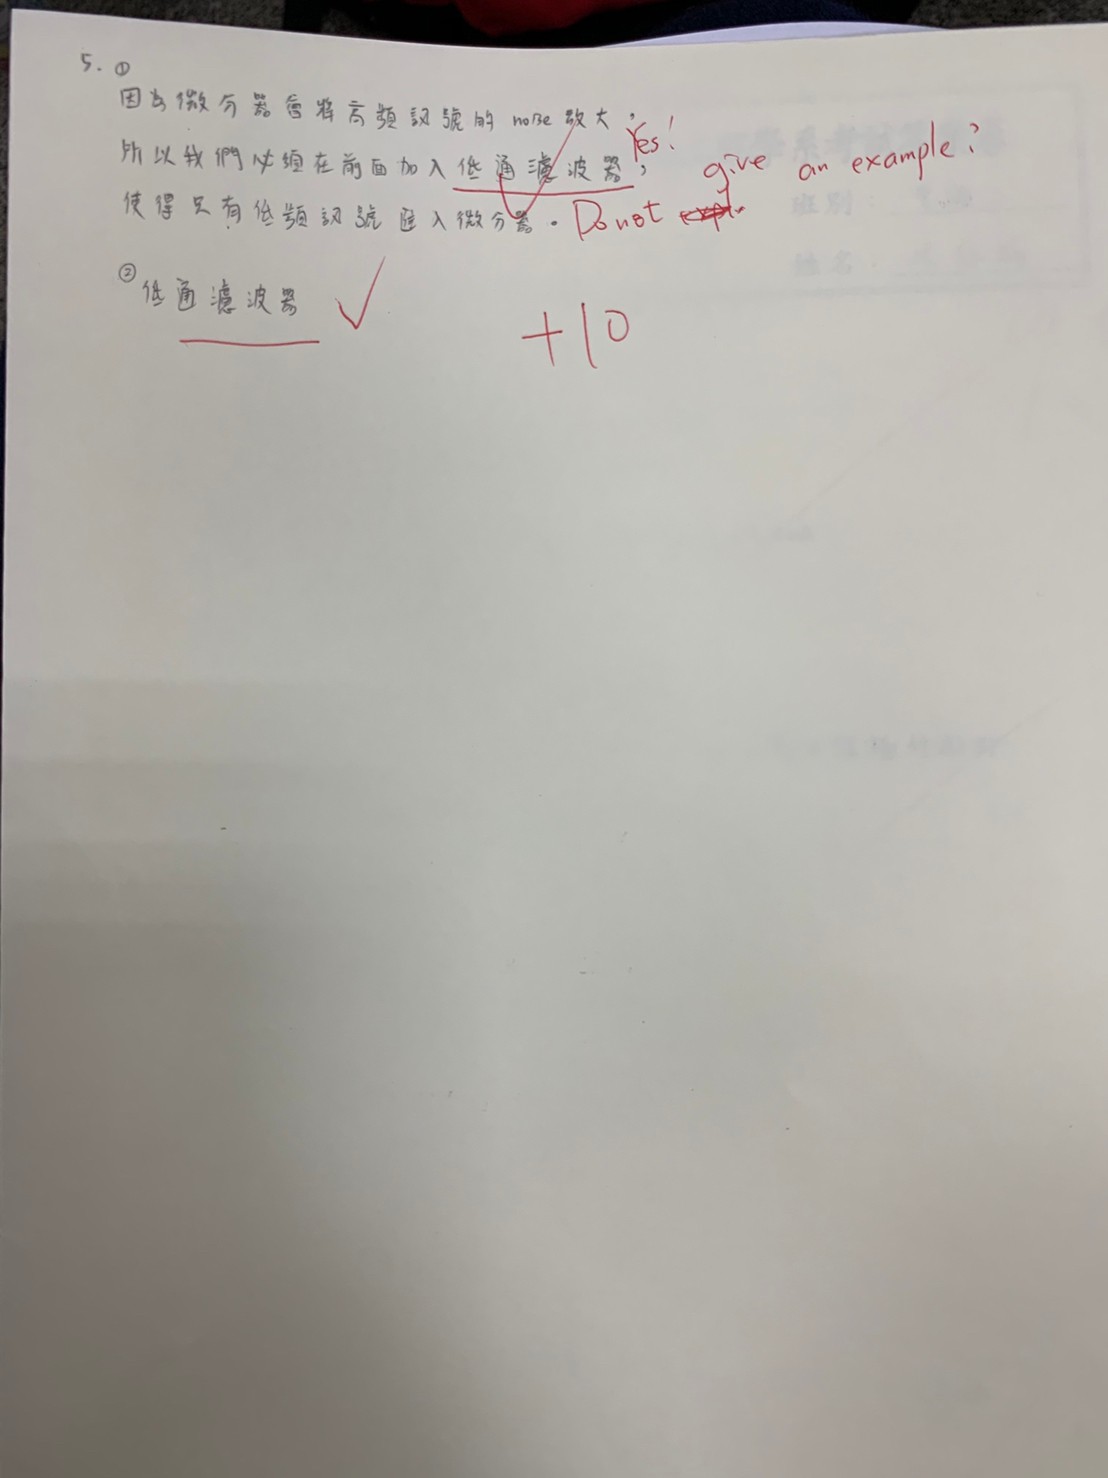 5. ①
因為微分器會將高頻訊號的 noise 放大，
所以我們必須在前面加入低通濾波器，
Yes!
使得只有低頻訊號進入微分器。
Do not give an example?
② 低通濾波器
+10